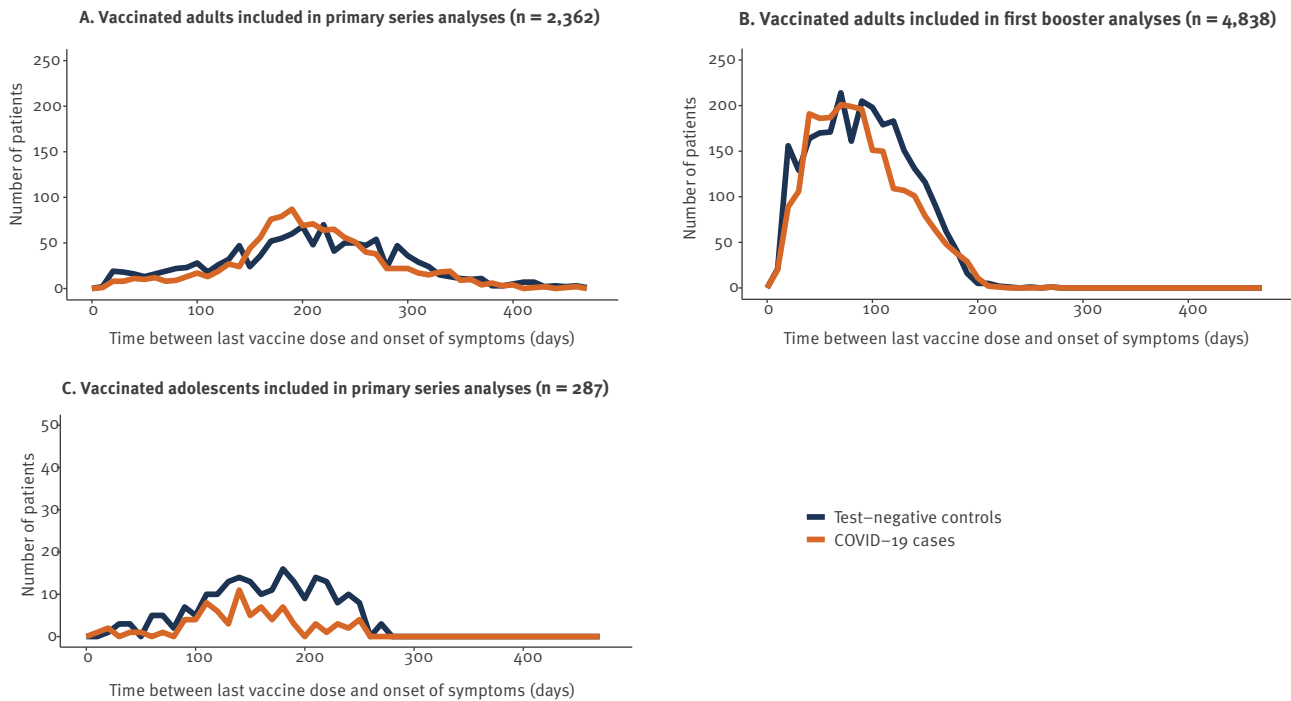 A. Vaccinated adults included in primary series analyses (n = 2,362)
250
200
150
100
50
0
Number of patients
0 100 200 300 400
Time between last vaccine dose and onset of symptoms (days)
B. Vaccinated adults included in first booster analyses (n = 4,838)
250
200
150
100
50
0
Number of patients
0 100 200 300 400
Time between last vaccine dose and onset of symptoms (days)
C. Vaccinated adolescents included in primary series analyses (n = 287)
50
40
30
20
10
0
Number of patients
0 100 200 300 400
Time between last vaccine dose and onset of symptoms (days)
Test–negative controls
COVID–19 cases